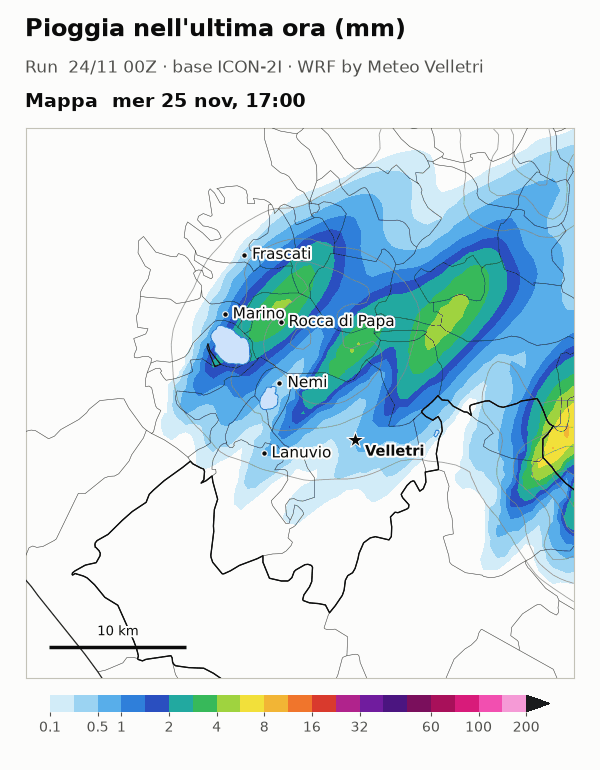 Pioggia nell'ultima ora (mm)
Run  24/11 00Z · base ICON-2I · WRF by Meteo Velletri
Mappa  mer 25 nov, 17:00
Frascati
Marino
Rocca di Papa
Nemi
Velletri
Lanuvio
10 km
0.1 0.5 1 2 4 8 16 32 60 100 200